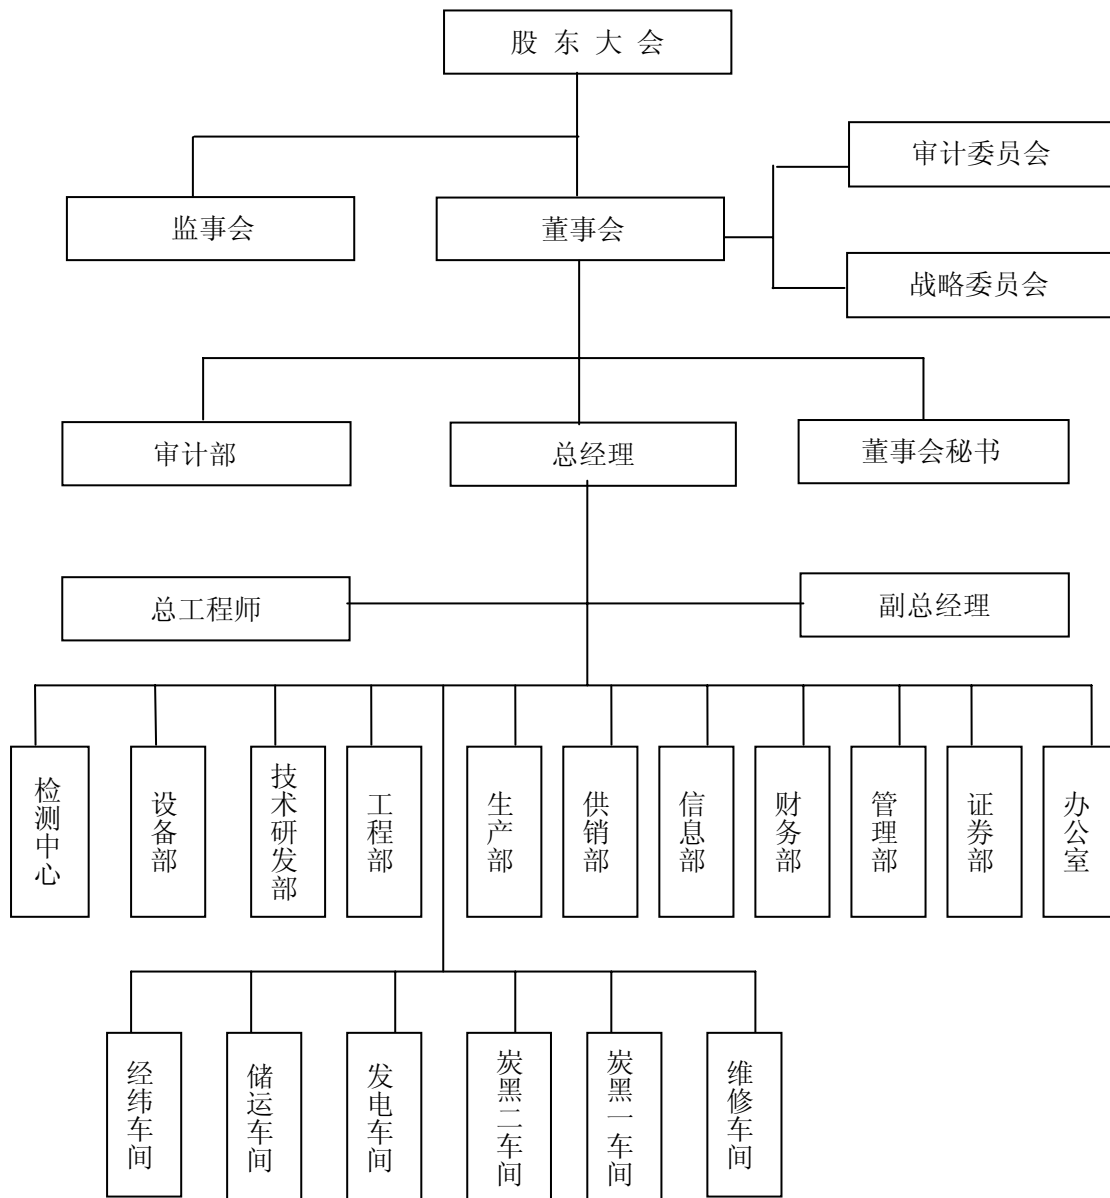 股 东 大 会
审计委员会
监事会
董事会
战略委员会
审计部
总经理
董事会秘书
总工程师
副总经理
检测中心
设备部
技术研发部
工程部
生产部
供销部
信息部
财务部
管理部
证券部
办公室
经纬车间
储运车间
发电车间
炭黑二车间
炭黑一车间
维修车间